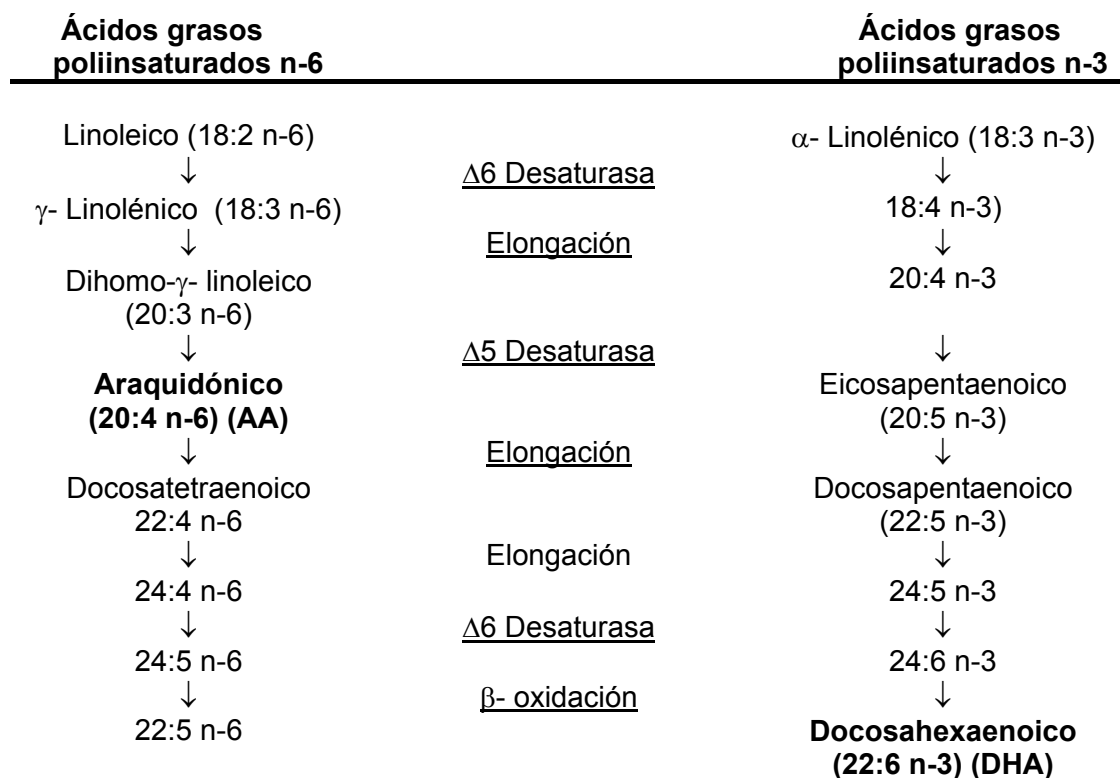 Ácidos grasos
poliinsaturados n-6
Ácidos grasos
poliinsaturados n-3
Linoleico (18:2 n-6)
α- Linolénico (18:3 n-3)
↓
Δ6 Desaturasa
↓
γ- Linolénico (18:3 n-6)
18:4 n-3)
↓
Elongación
↓
Dihomo-γ- linoleico
20:4 n-3
(20:3 n-6)
↓
Δ5 Desaturasa
↓
Araquidónico
Eicosapentaenoico
(20:4 n-6) (AA)
(20:5 n-3)
↓
Elongación
↓
Docosatetraenoico
Docosapentaenoico
22:4 n-6
(22:5 n-3)
↓
Elongación
↓
24:4 n-6
24:5 n-3
↓
Δ6 Desaturasa
↓
24:5 n-6
24:6 n-3
↓
β- oxidación
↓
22:5 n-6
Docosahexaenoico
(22:6 n-3) (DHA)